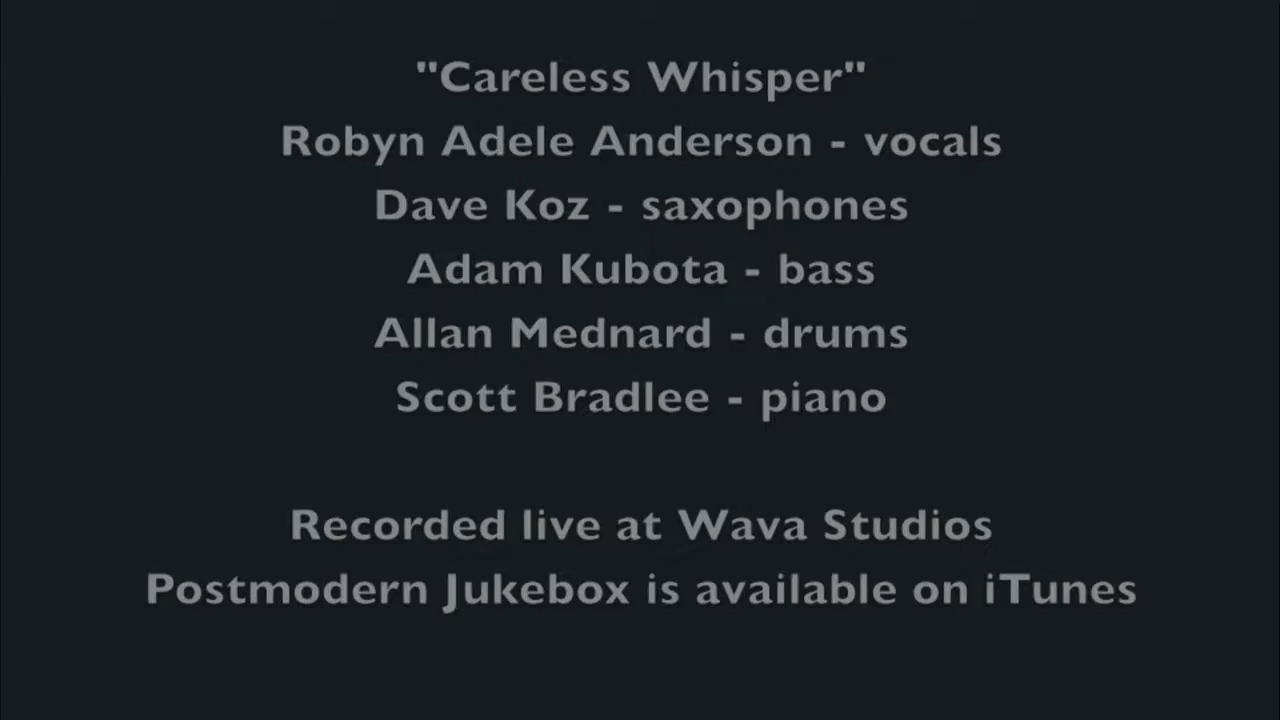 "Careless Whisper"
Robyn Adele Anderson - vocals
Dave Koz - saxophones
Adam Kubota - bass
Allan Mednard - drums
Scott Bradlee - piano
Recorded live at Wava Studios
Postmodern Jukebox is available on iTunes